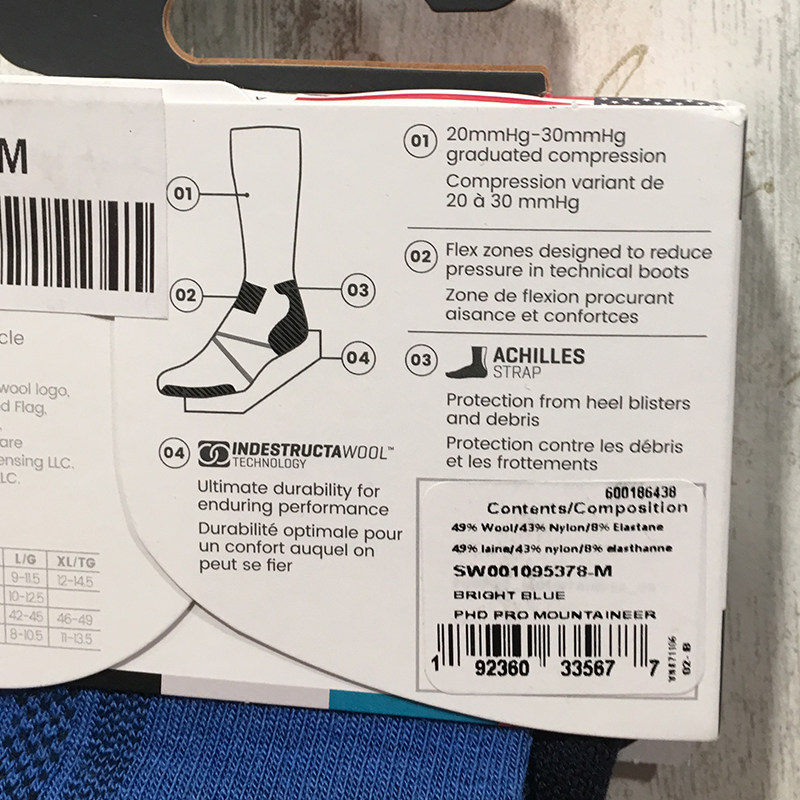 M
01
20mmHg-30mmHg
graduated compression
Compression variant de
20 à 30 mmHg
01
02
Flex zones designed to reduce
pressure in technical boots
Zone de flexion procurant
aisance et confortces
02
03
04
03
ACHILLES
STRAP
Protection from heel blisters
and debris
Protection contre les débris
et les frottements
04
INDESTRUCTAWOOL™
TECHNOLOGY
Ultimate durability for
enduring performance
Durabilité optimale pour
un confort auquel on
peut se fier
cle
wool logo,
d Flag,
are
ensing LLC.
LC.
L/G XL/TG
9-11.5 12-14.5
10-12.5
42-45 46-49
8-10.5 11-13.5
600186438
Contents/Composition
49% Wool/43% Nylon/8% Elastane
49% laine/43% nylon/8% elasthanne
SW001095378-M
BRIGHT BLUE
PHD PRO MOUNTAINEER
1 92360 33567 7
02-B